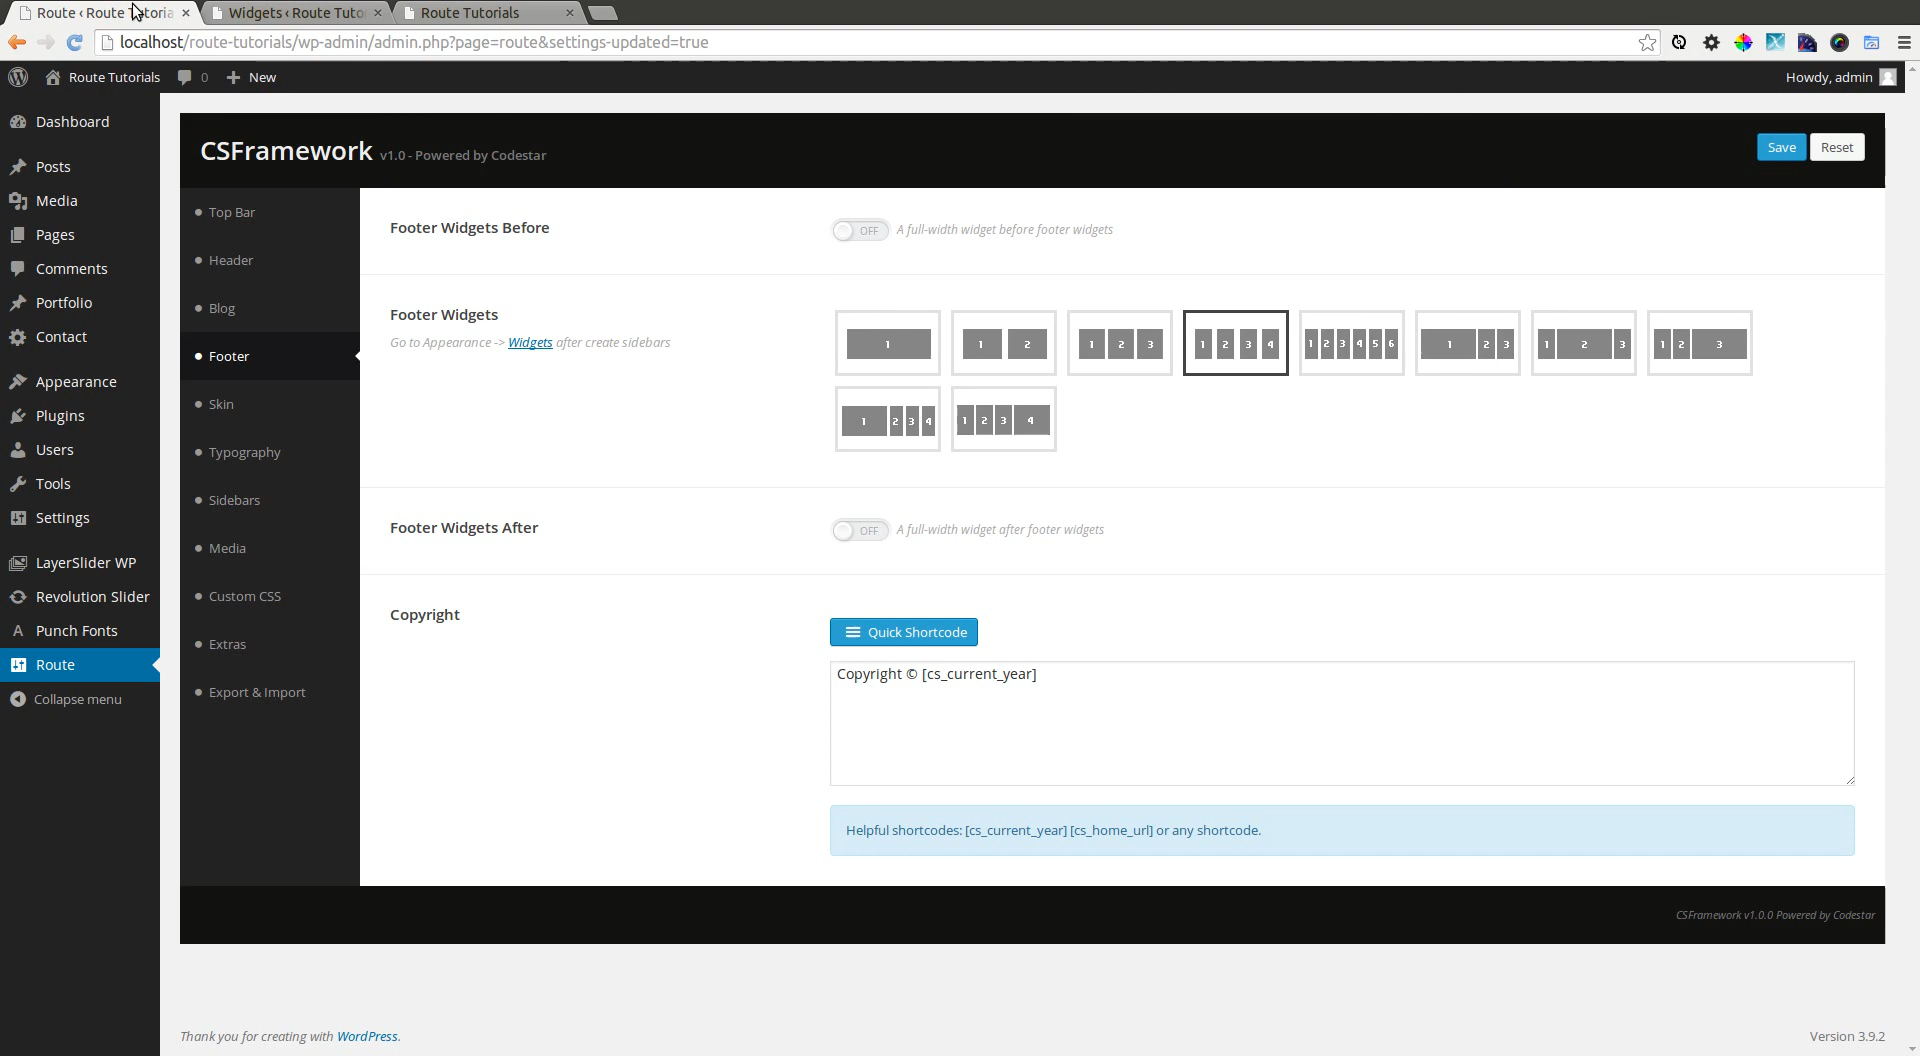 Route ‹ Route Tutoria
Widgets ‹ Route Tuto
Route Tutorials
localhost/route-tutorials/wp-admin/admin.php?page=route&settings-updated=true
Route Tutorials
0
New
Howdy, admin
Dashboard
Posts
Media
Pages
Comments
Portfolio
Contact
Appearance
Plugins
Users
Tools
Settings
LayerSlider WP
Revolution Slider
Punch Fonts
Route
Collapse menu
CSFramework v1.0 - Powered by Codestar
Save
Reset
Top Bar
Header
Blog
Footer
Skin
Typography
Sidebars
Media
Custom CSS
Extras
Export & Import
Footer Widgets Before
OFF
A full-width widget before footer widgets
Footer Widgets
Go to Appearance -> Widgets after create sidebars
1
1 2
1 2 3
1 2 3 4
1 2 3 4 5 6
1 2 3
1 2 3
1 2 3
1 2 3 4
1 2 3 4
Footer Widgets After
OFF
A full-width widget after footer widgets
Copyright
Quick Shortcode
Copyright © [cs_current_year]
Helpful shortcodes: [cs_current_year] [cs_home_url] or any shortcode.
CSFramework v1.0.0 Powered by Codestar
Thank you for creating with WordPress.
Version 3.9.2